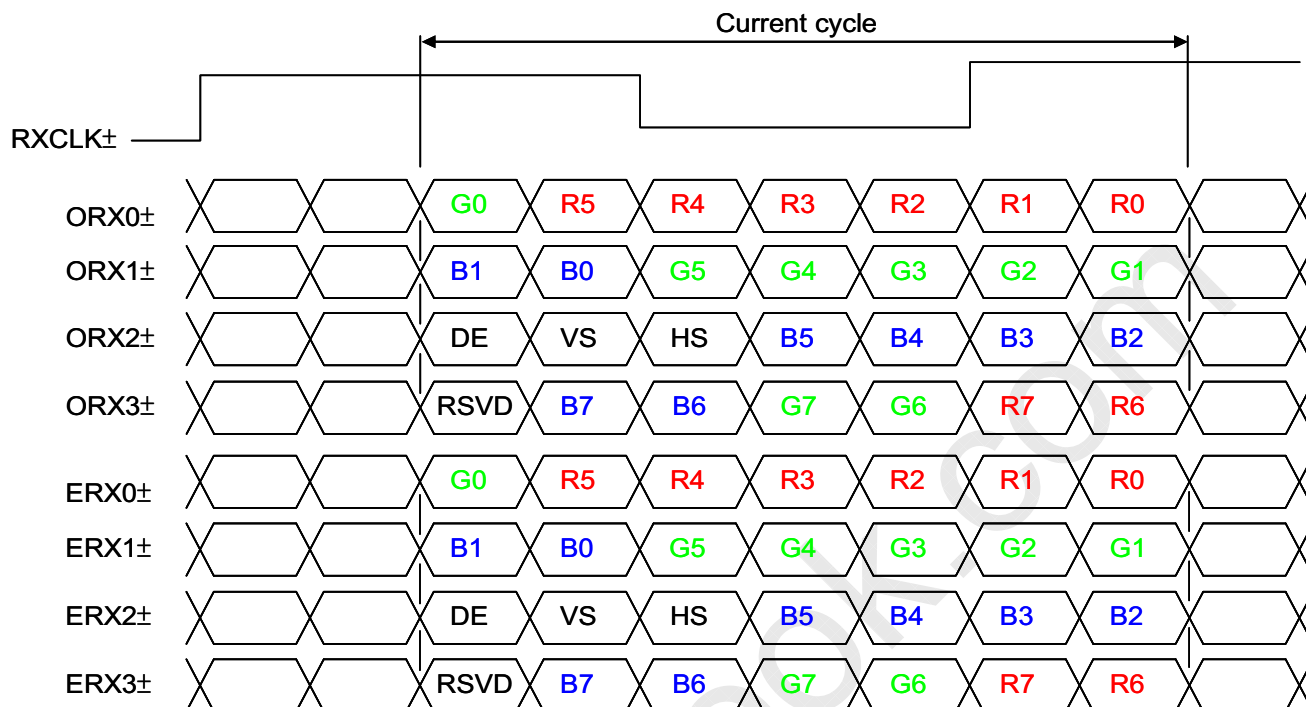 Current cycle
RXCLK±
ORX0± G0 R5 R4 R3 R2 R1 R0
ORX1± B1 B0 G5 G4 G3 G2 G1
ORX2± DE VS HS B5 B4 B3 B2
ORX3± RSVD B7 B6 G7 G6 R7 R6
ERX0± G0 R5 R4 R3 R2 R1 R0
ERX1± B1 B0 G5 G4 G3 G2 G1
ERX2± DE VS HS B5 B4 B3 B2
ERX3± RSVD B7 B6 G7 G6 R7 R6